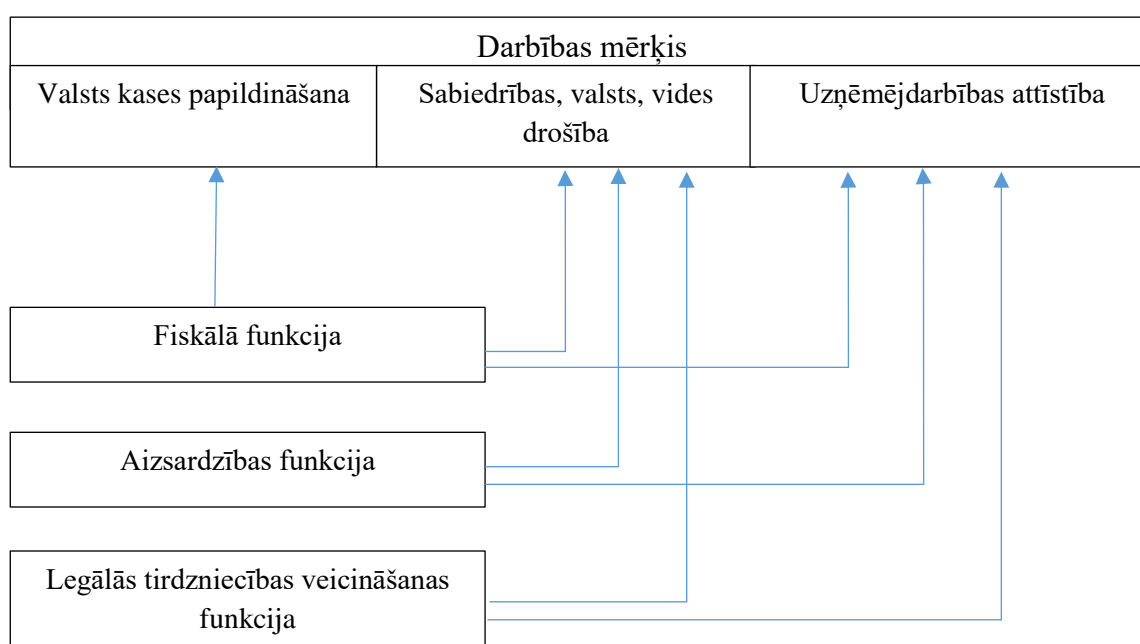 Darbības mērķis
Valsts kases papildināšana
Sabiedrības, valsts, vides
drošība
Uzņēmējdarbības attīstība
Fiskālā funkcija
Aizsardzības funkcija
Legālās tirdzniecības veicināšanas
funkcija